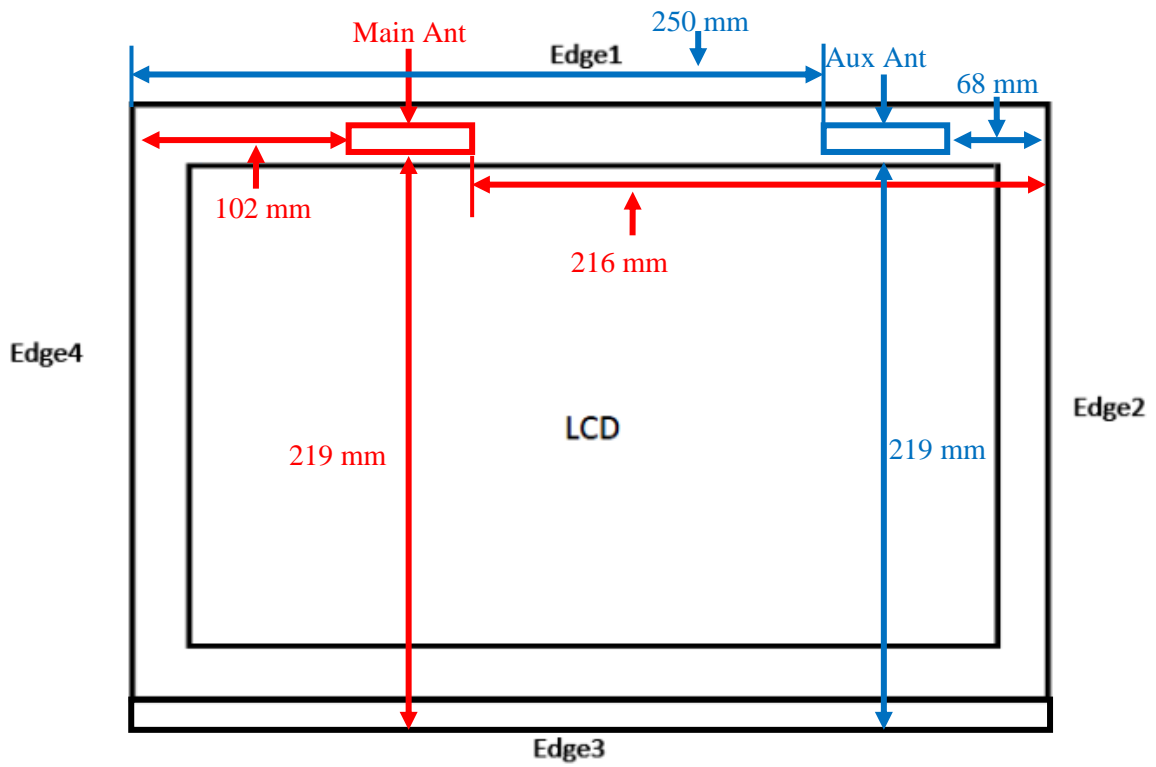 250 mm
Main Ant
Edge1
Aux Ant
68 mm
102 mm
216 mm
Edge4
Edge2
LCD
219 mm
219 mm
Edge3